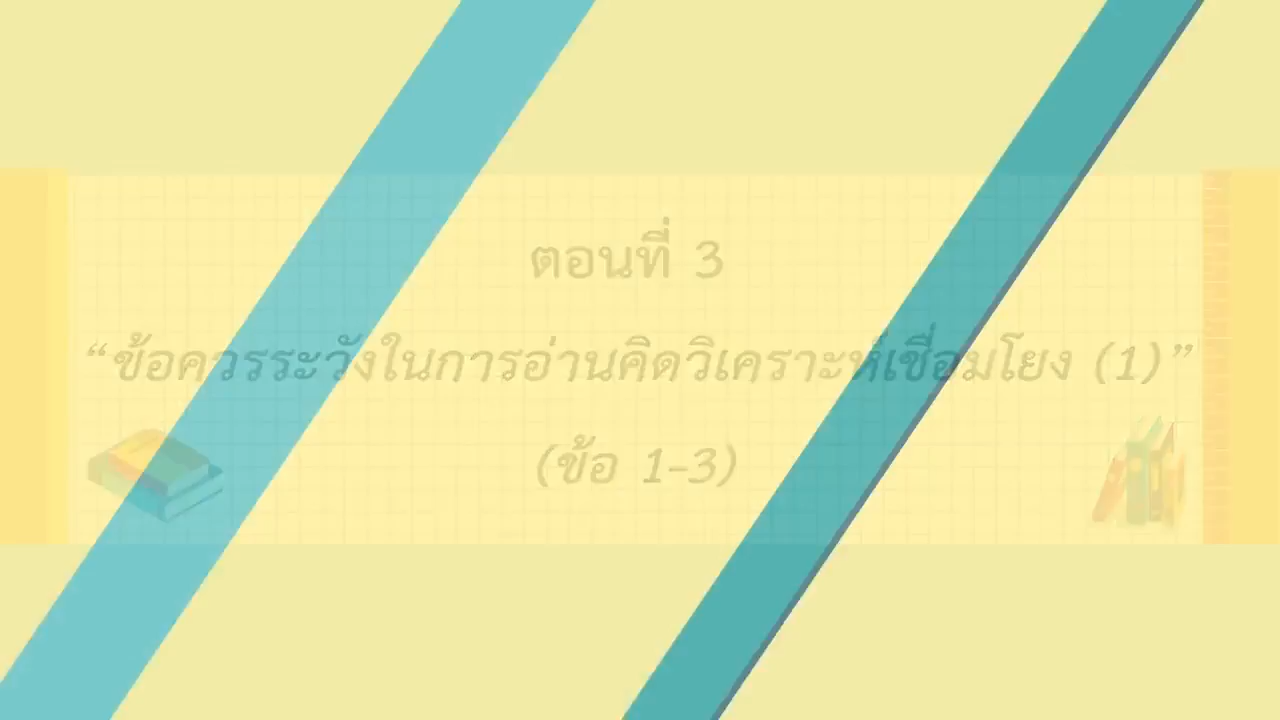 ตอนที่ 3
“ข้อควรระวังในการอ่านคิดวิเคราะห์เชื่อมโยง (1)”
(ข้อ 1-3)